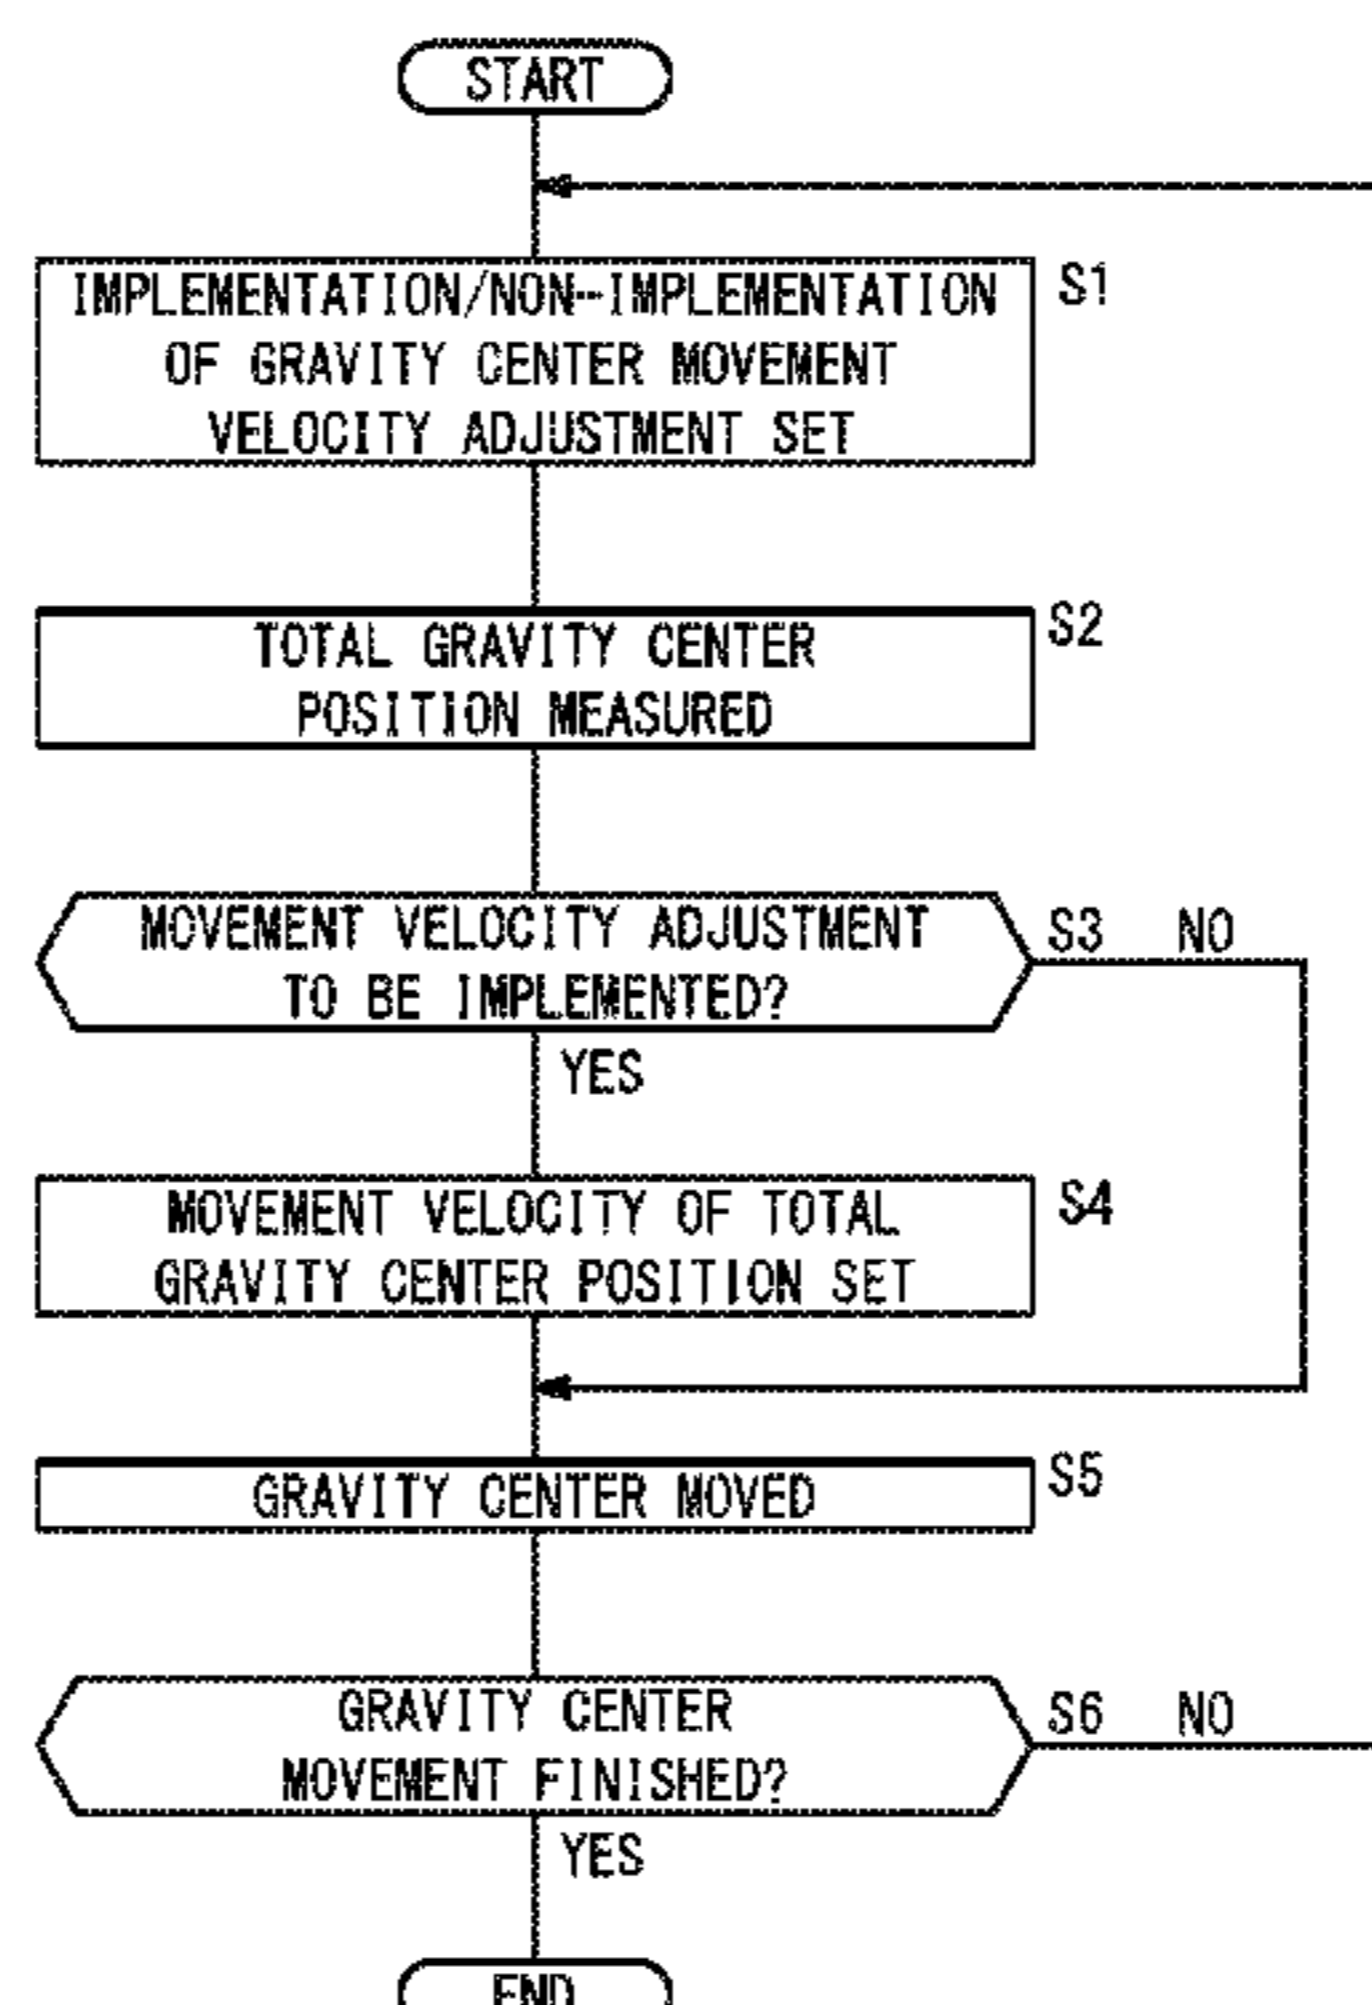 START
IMPLEMENTATION/NON-IMPLEMENTATION
OF GRAVITY CENTER MOVEMENT
VELOCITY ADJUSTMENT SET
S1
TOTAL GRAVITY CENTER
POSITION MEASURED
S2
MOVEMENT VELOCITY ADJUSTMENT
TO BE IMPLEMENTED?
S3 NO
YES
MOVEMENT VELOCITY OF TOTAL
GRAVITY CENTER POSITION SET
S4
GRAVITY CENTER MOVED
S5
GRAVITY CENTER
MOVEMENT FINISHED?
S6 NO
YES
END